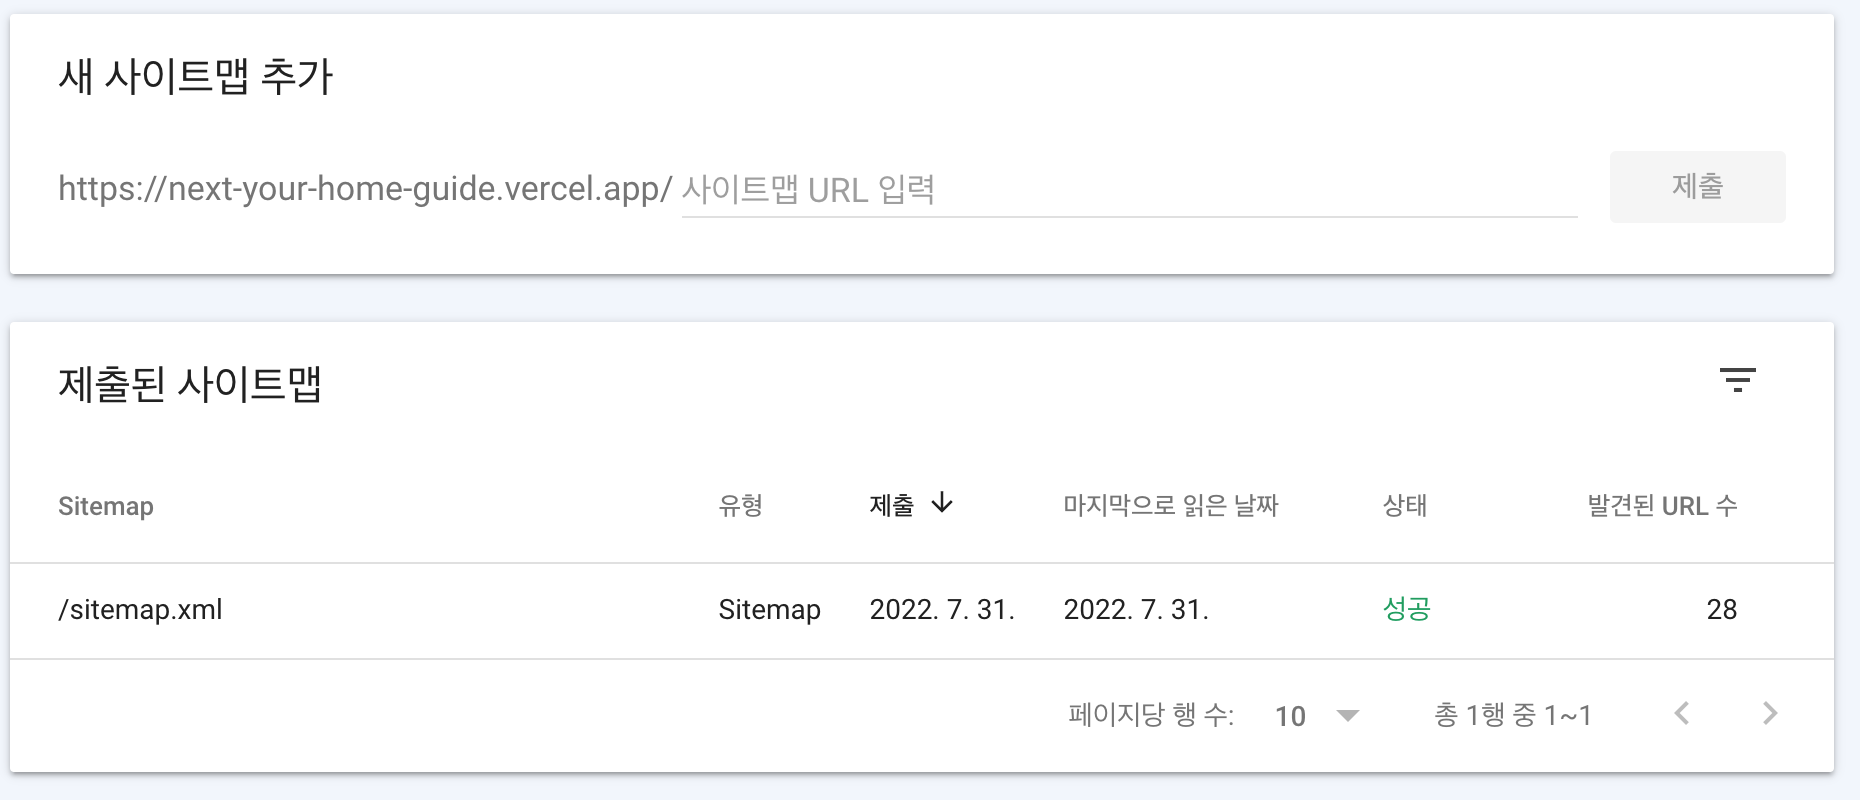 새 사이트맵 추가
https://next-your-home-guide.vercel.app/ 사이트맵 URL 입력 제출
제출된 사이트맵
Sitemap 유형 제출 마지막으로 읽은 날짜 상태 발견된 URL 수
/sitemap.xml Sitemap 2022. 7. 31. 2022. 7. 31. 성공 28
페이지당 행 수: 10 총 1행 중 1~1